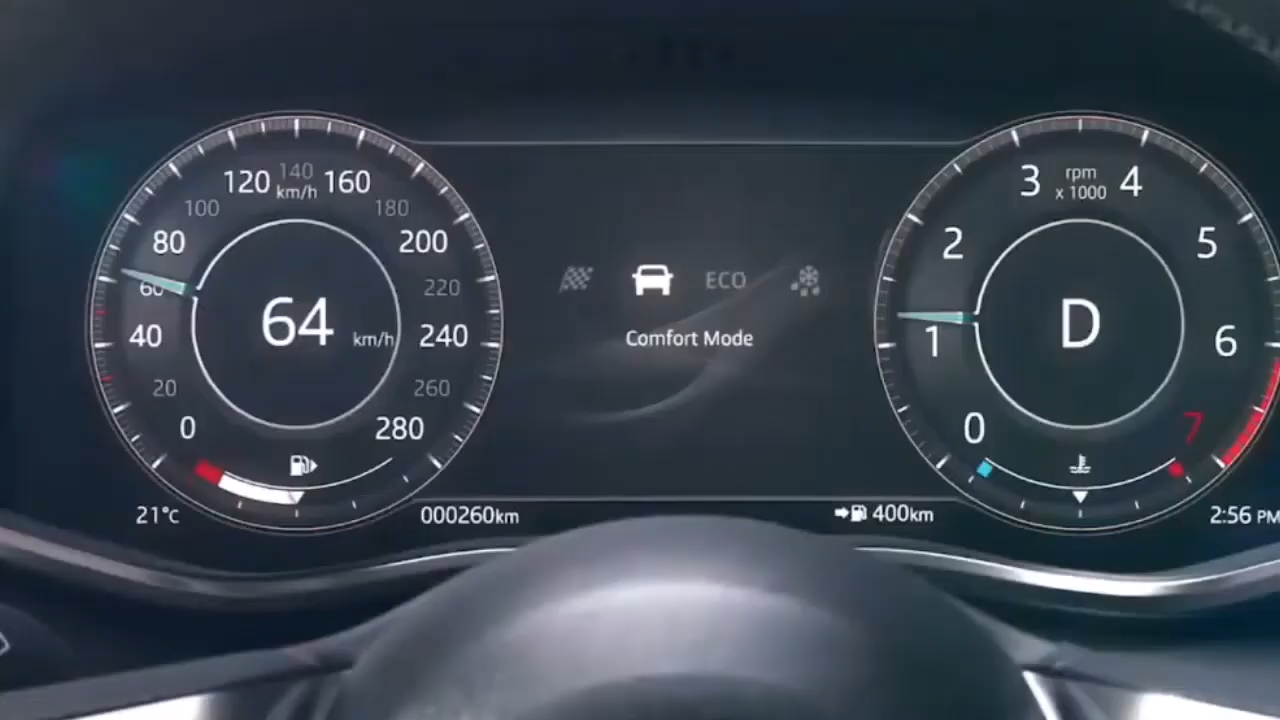 120 140 160
km/h
100 180
80 200
60 220
40 240
20 260
0 280
64 km/h
ECO
Comfort Mode
3 rpm 4
x 1000
2 5
1 6
0 7
D
21°C
000260km
400km
2:56 PM